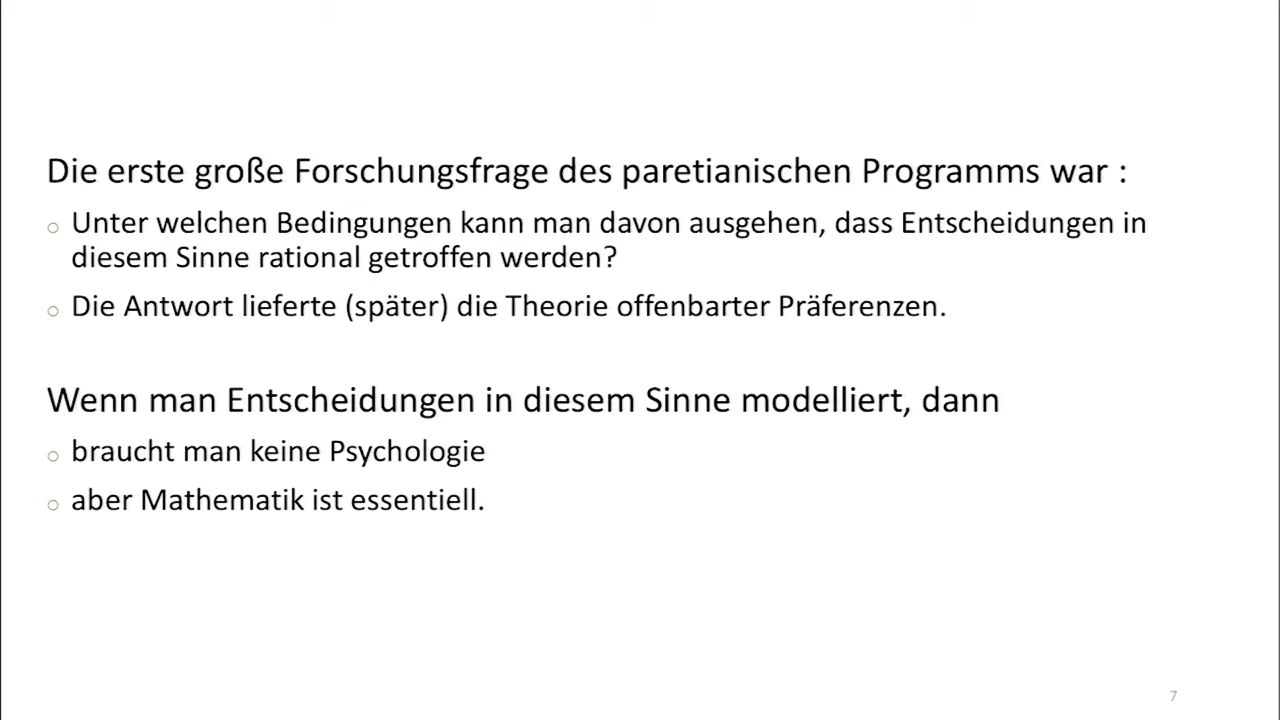 Die erste große Forschungsfrage des paretianischen Programms war :
○ Unter welchen Bedingungen kann man davon ausgehen, dass Entscheidungen in
diesem Sinne rational getroffen werden?
○ Die Antwort lieferte (später) die Theorie offenbarter Präferenzen.
Wenn man Entscheidungen in diesem Sinne modelliert, dann
○ braucht man keine Psychologie
○ aber Mathematik ist essentiell.
7